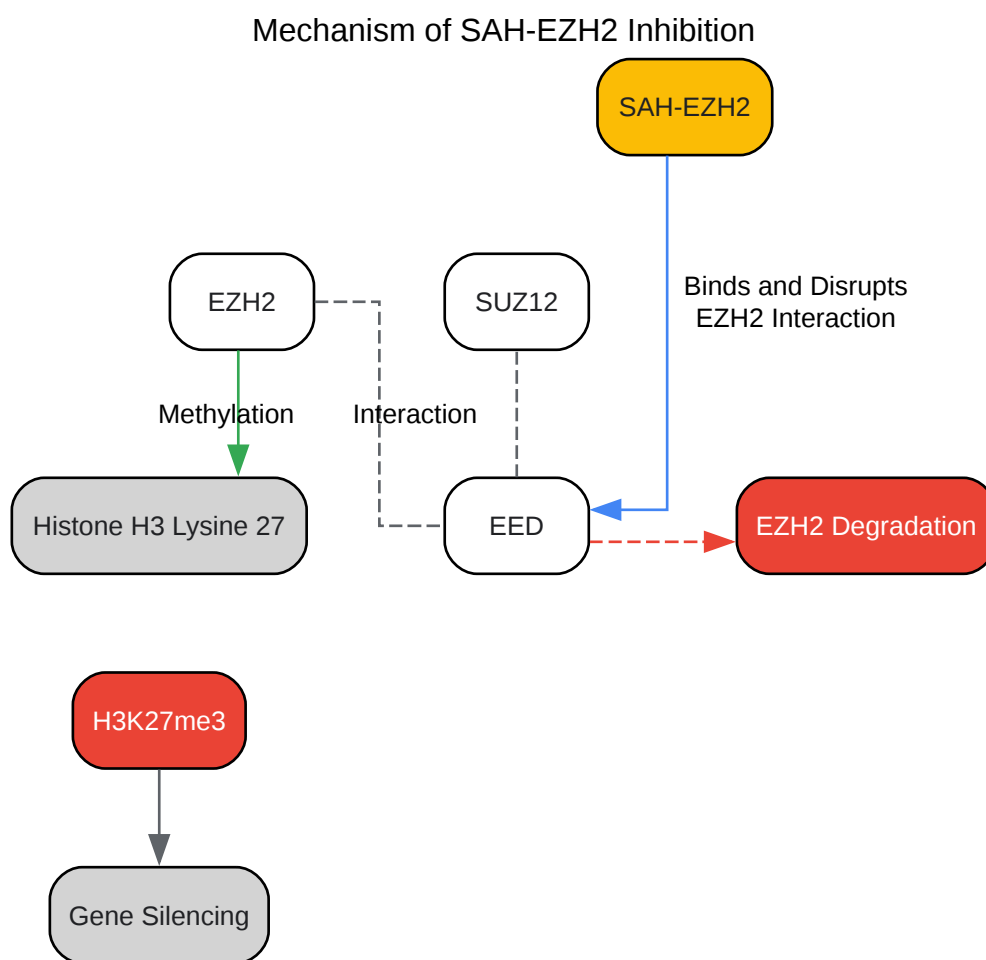 Mechanism of SAH-EZH2 Inhibition
SAH-EZH2
EZH2
SUZ12
Binds and Disrupts
EZH2 Interaction
Methylation
Interaction
Histone H3 Lysine 27
EED
EZH2 Degradation
H3K27me3
Gene Silencing